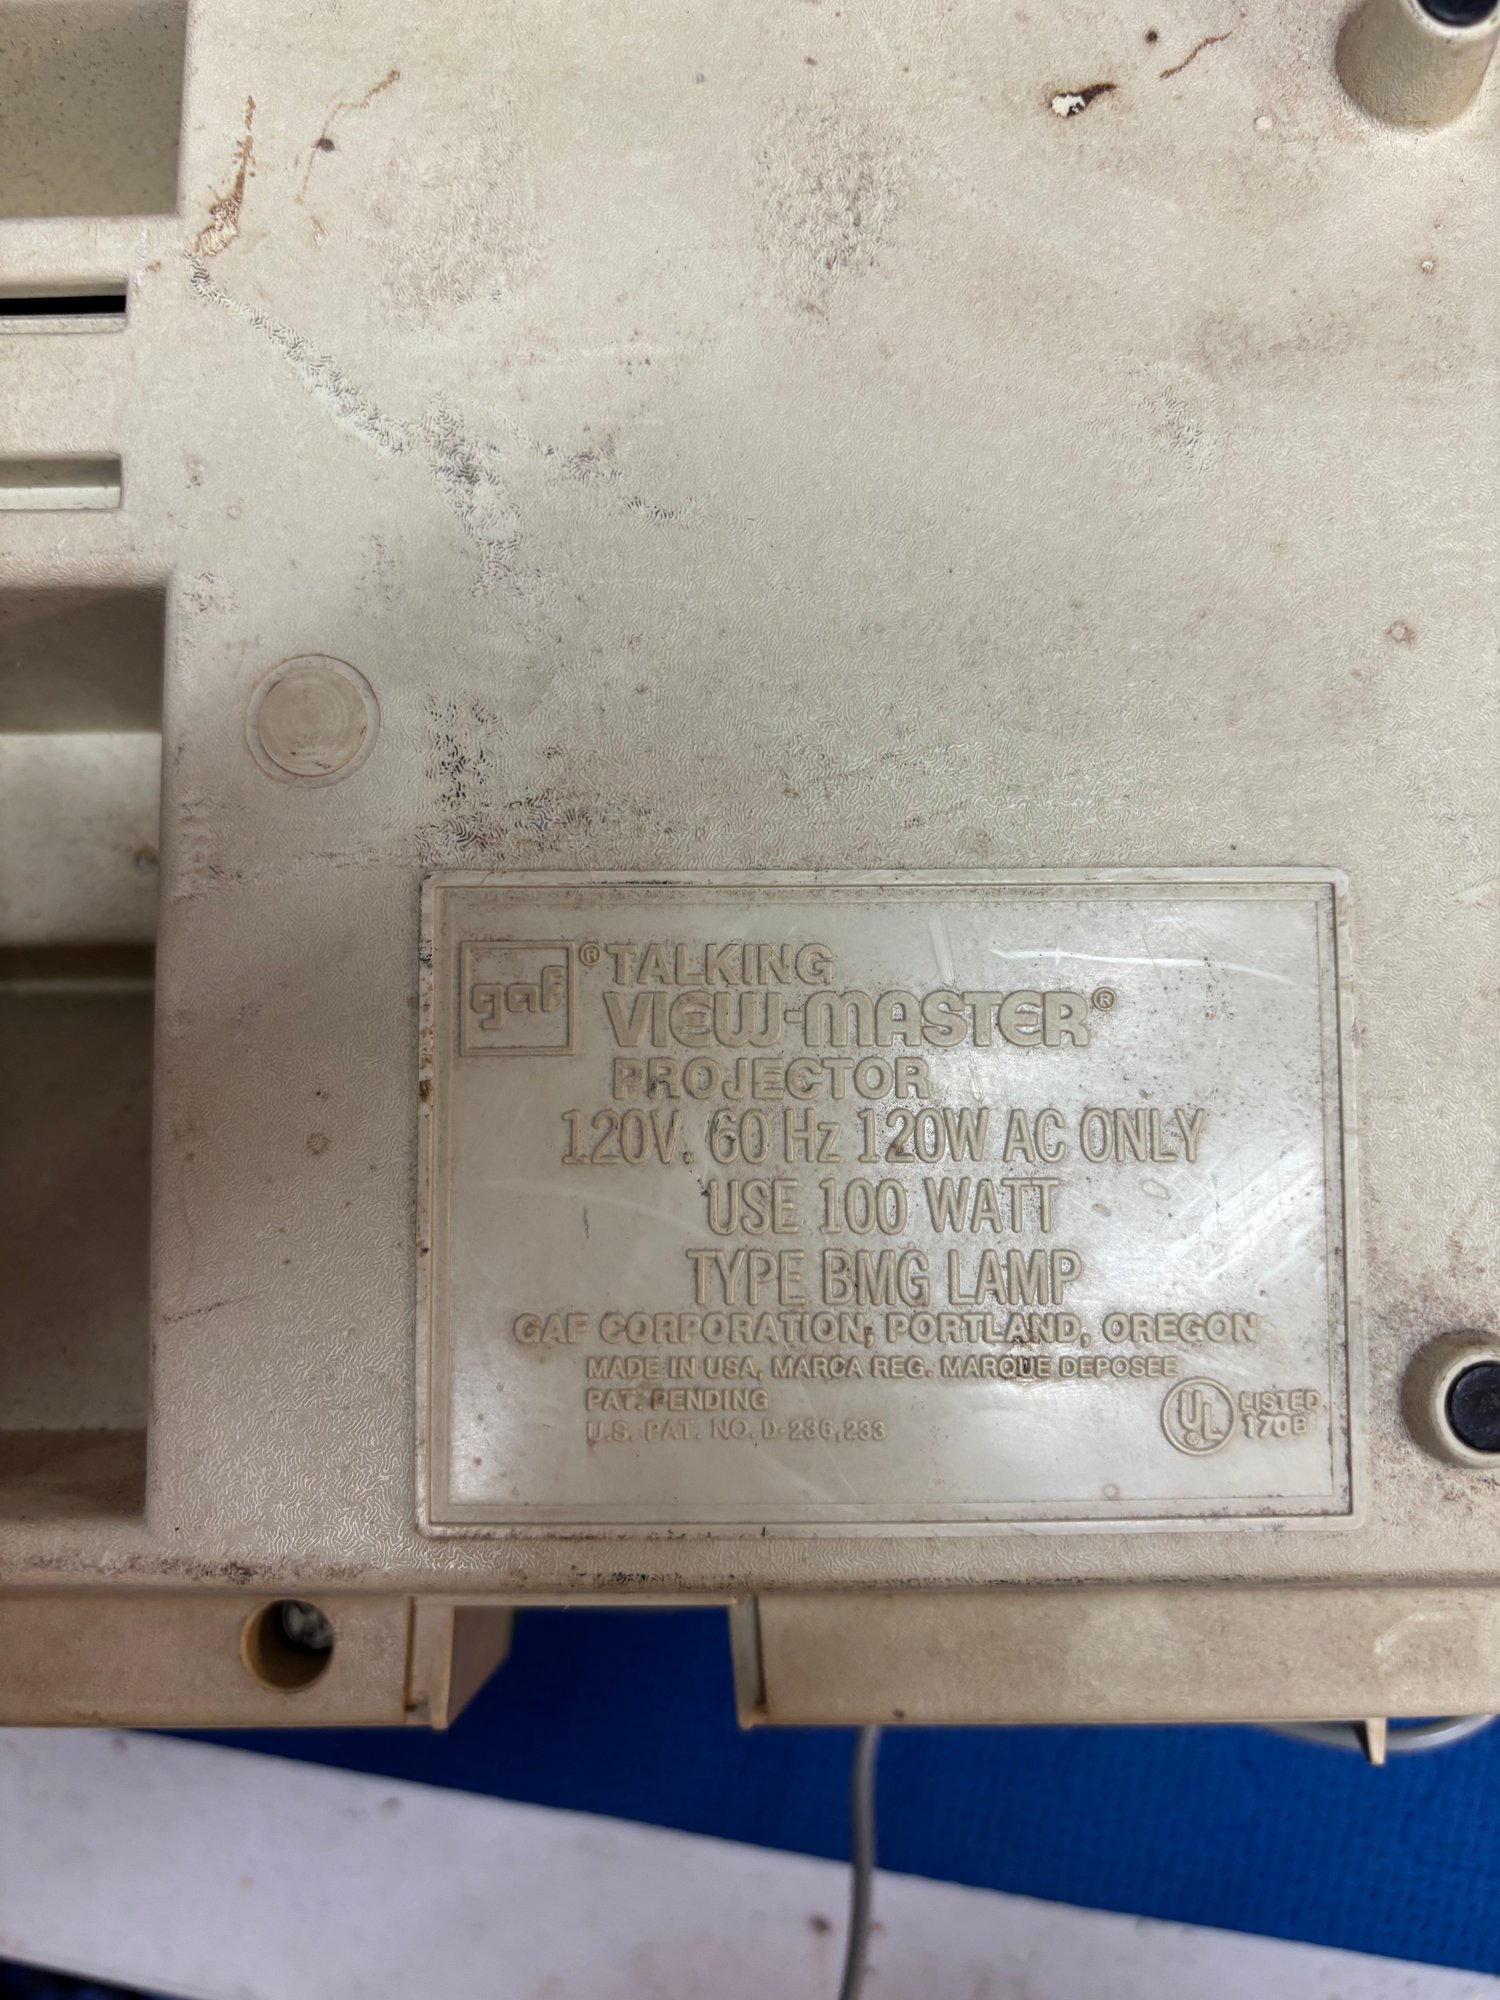 gaf® TALKING
VIEW-MASTER®
PROJECTOR
120V. 60 Hz 120W AC ONLY
USE 100 WATT
TYPE BMG LAMP
GAF CORPORATION, PORTLAND, OREGON
MADE IN USA, MARCA REG. MARQUE DEPOSEE
PAT. PENDING
U.S. PAT. NO. D-236,233
UL LISTED
170B